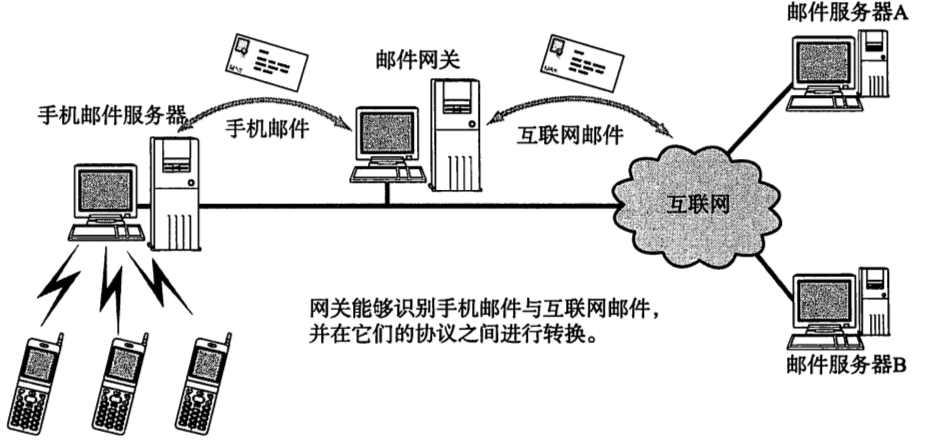 邮件服务器A
邮件网关
手机邮件服务器
手机邮件
互联网邮件
互联网
网关能够识别手机邮件与互联网邮件，
并在它们的协议之间进行转换。
邮件服务器B